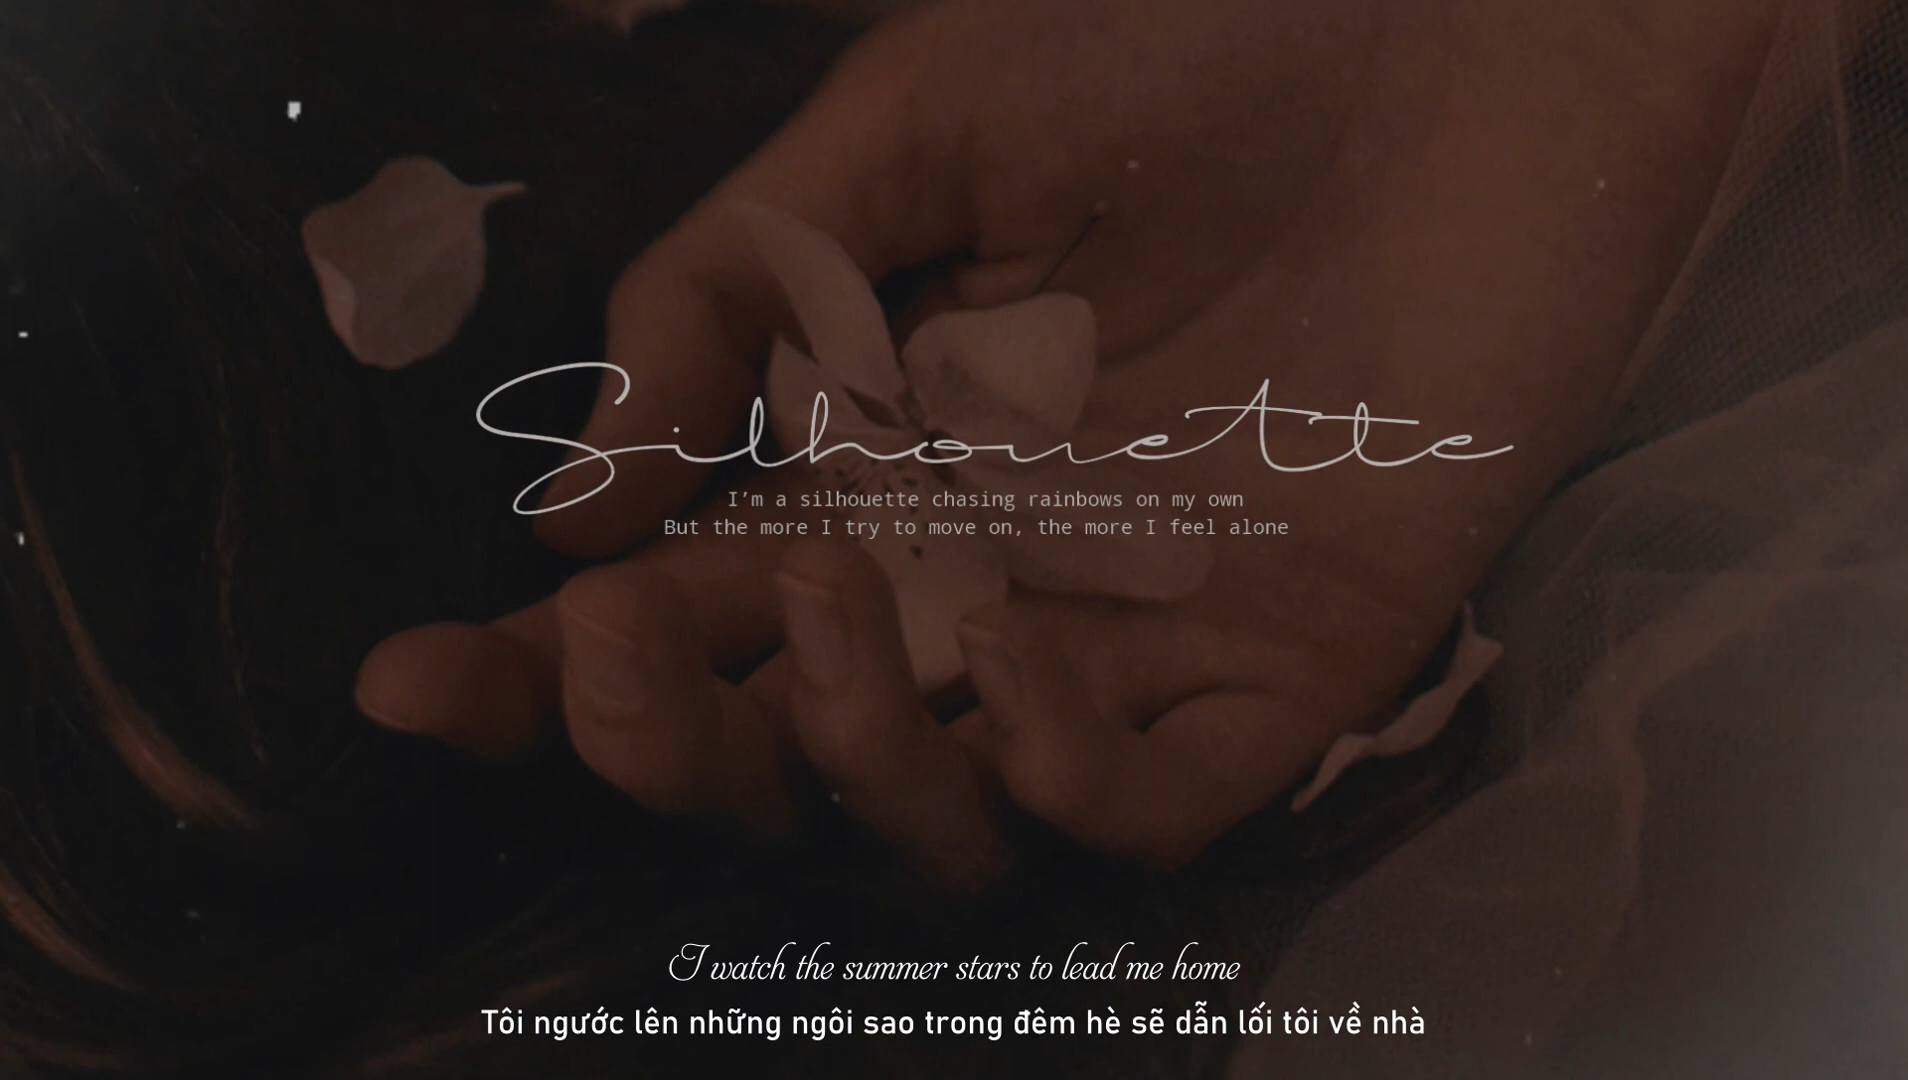 Silhouette
I’m a silhouette chasing rainbows on my own
But the more I try to move on, the more I feel alone
I watch the summer stars to lead me home
Tôi ngước lên những ngôi sao trong đêm hè sẽ dẫn lối tôi về nhà